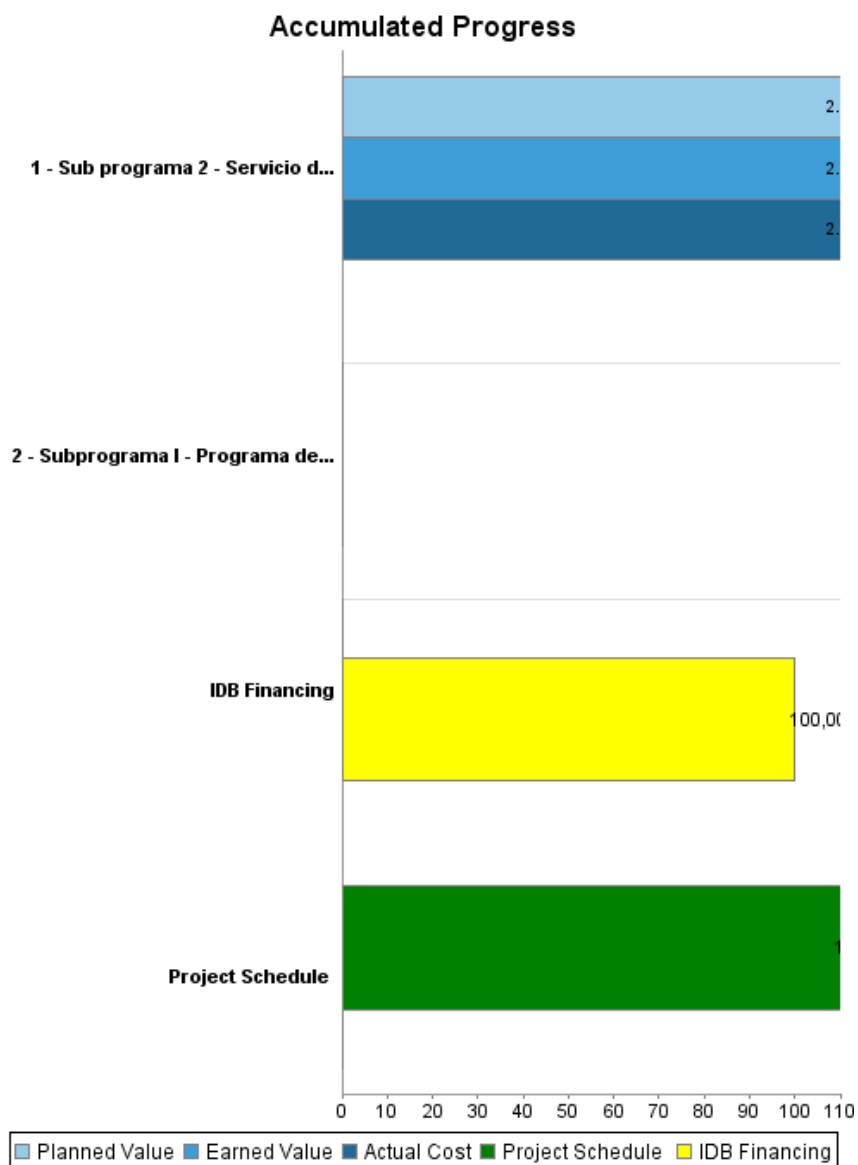 Accumulated Progress
2.
1 - Sub programa 2 - Servicio d...
2.
2.
2 - Subprograma I - Programa de...
IDB Financing
100,00
1
Project Schedule
0 10 20 30 40 50 60 70 80 90 100 110
Planned Value Earned Value Actual Cost Project Schedule IDB Financing